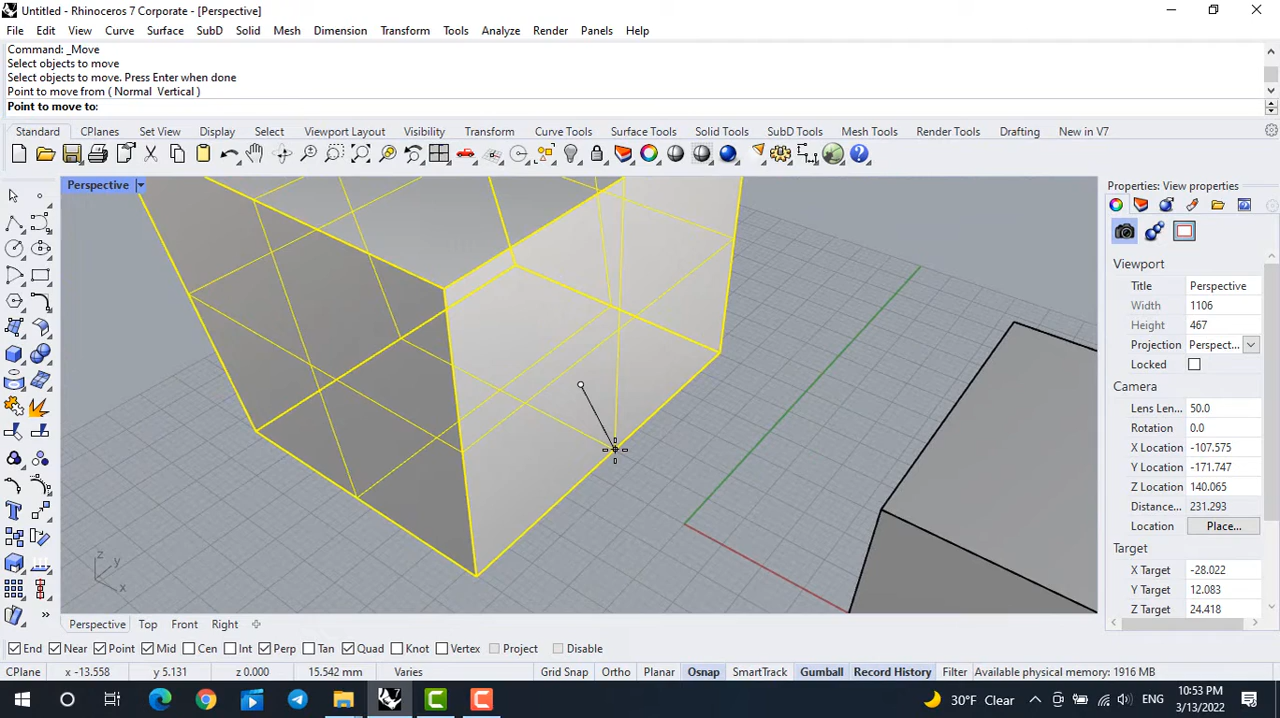 Untitled - Rhinoceros 7 Corporate - [Perspective]
File Edit View Curve Surface SubD Solid Mesh Dimension Transform Tools Analyze Render Panels Help
Command: _Move
Select objects to move
Select objects to move. Press Enter when done
Point to move from ( Normal Vertical )
Point to move to:
Standard CPlanes Set View Display Select Viewport Layout Visibility Transform Curve Tools Surface Tools Solid Tools SubD Tools Mesh Tools Render Tools Drafting New in V7
Perspective
z
y
x
Properties: View properties
Viewport
Title Perspective
Width 1106
Height 467
Projection Perspect...
Locked
Camera
Lens Len... 50.0
Rotation 0.0
X Location -107.575
Y Location -171.747
Z Location 140.065
Distance... 231.293
Location Place...
Target
X Target -28.022
Y Target 12.083
Z Target 24.418
Perspective Top Front Right
End Near Point Mid Cen Int Perp Tan Quad Knot Vertex Project Disable
CPlane x -13.558 y 5.131 z 0.000 15.542 mm Varies Grid Snap Ortho Planar Osnap SmartTrack Gumball Record History Filter Available physical memory: 1916 MB
30°F Clear ENG 10:53 PM
3/13/2022